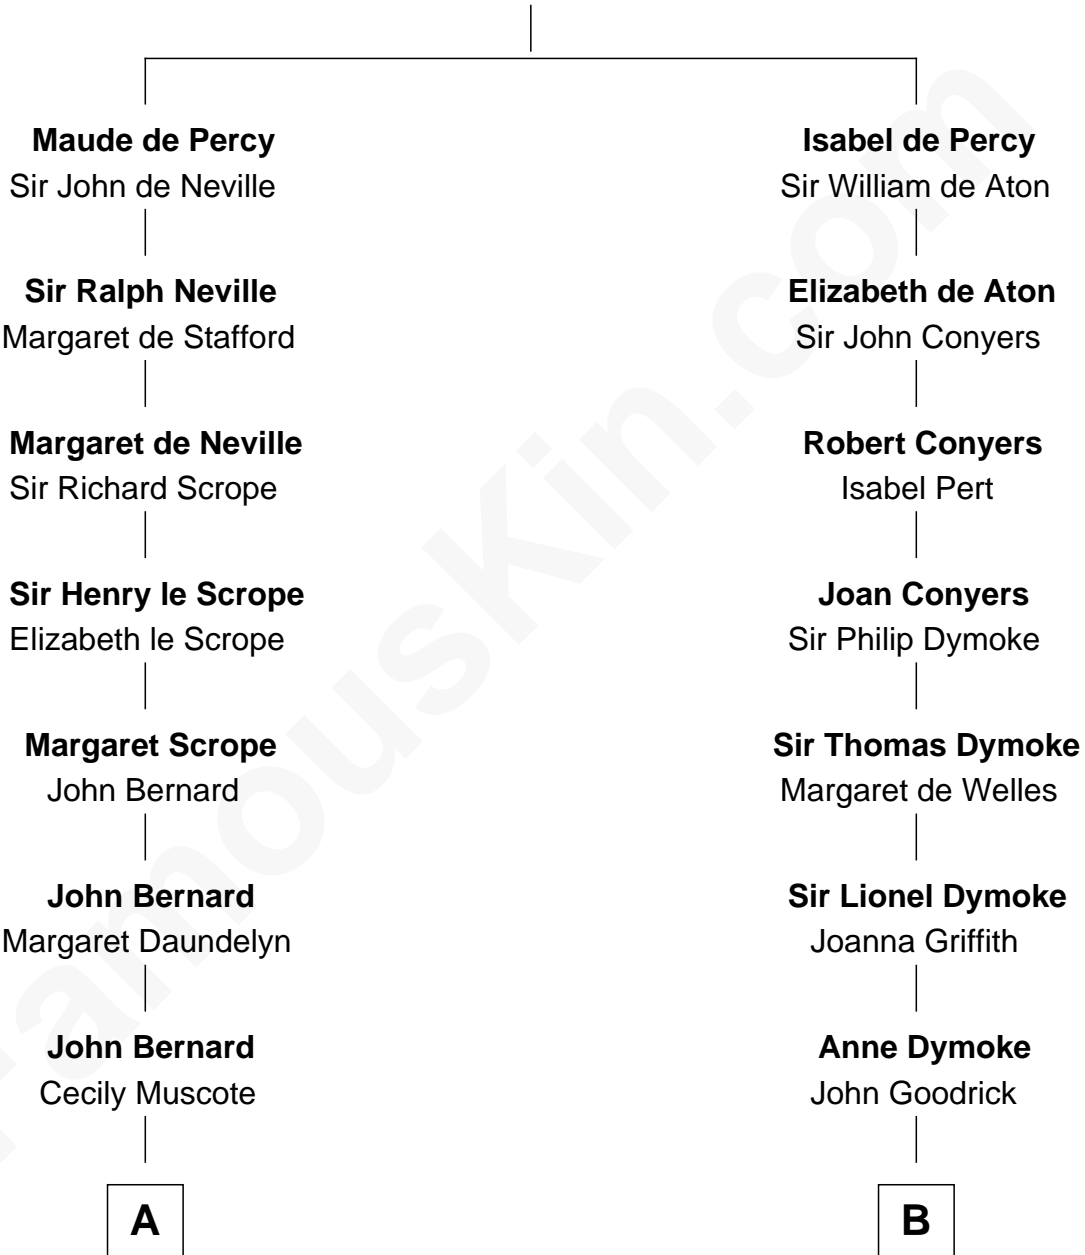 Maude de Percy
Sir John de Neville
Sir Ralph Neville
Margaret de Stafford
Margaret de Neville
Sir Richard Scrope
Sir Henry le Scrope
Elizabeth le Scrope
Margaret Scrope
John Bernard
John Bernard
Margaret Daundelyn
John Bernard
Cecily Muscote
A
Isabel de Percy
Sir William de Aton
Elizabeth de Aton
Sir John Conyers
Robert Conyers
Isabel Pert
Joan Conyers
Sir Philip Dymoke
Sir Thomas Dymoke
Margaret de Welles
Sir Lionel Dymoke
Joanna Griffith
Anne Dymoke
John Goodrick
B
FamousKin.com